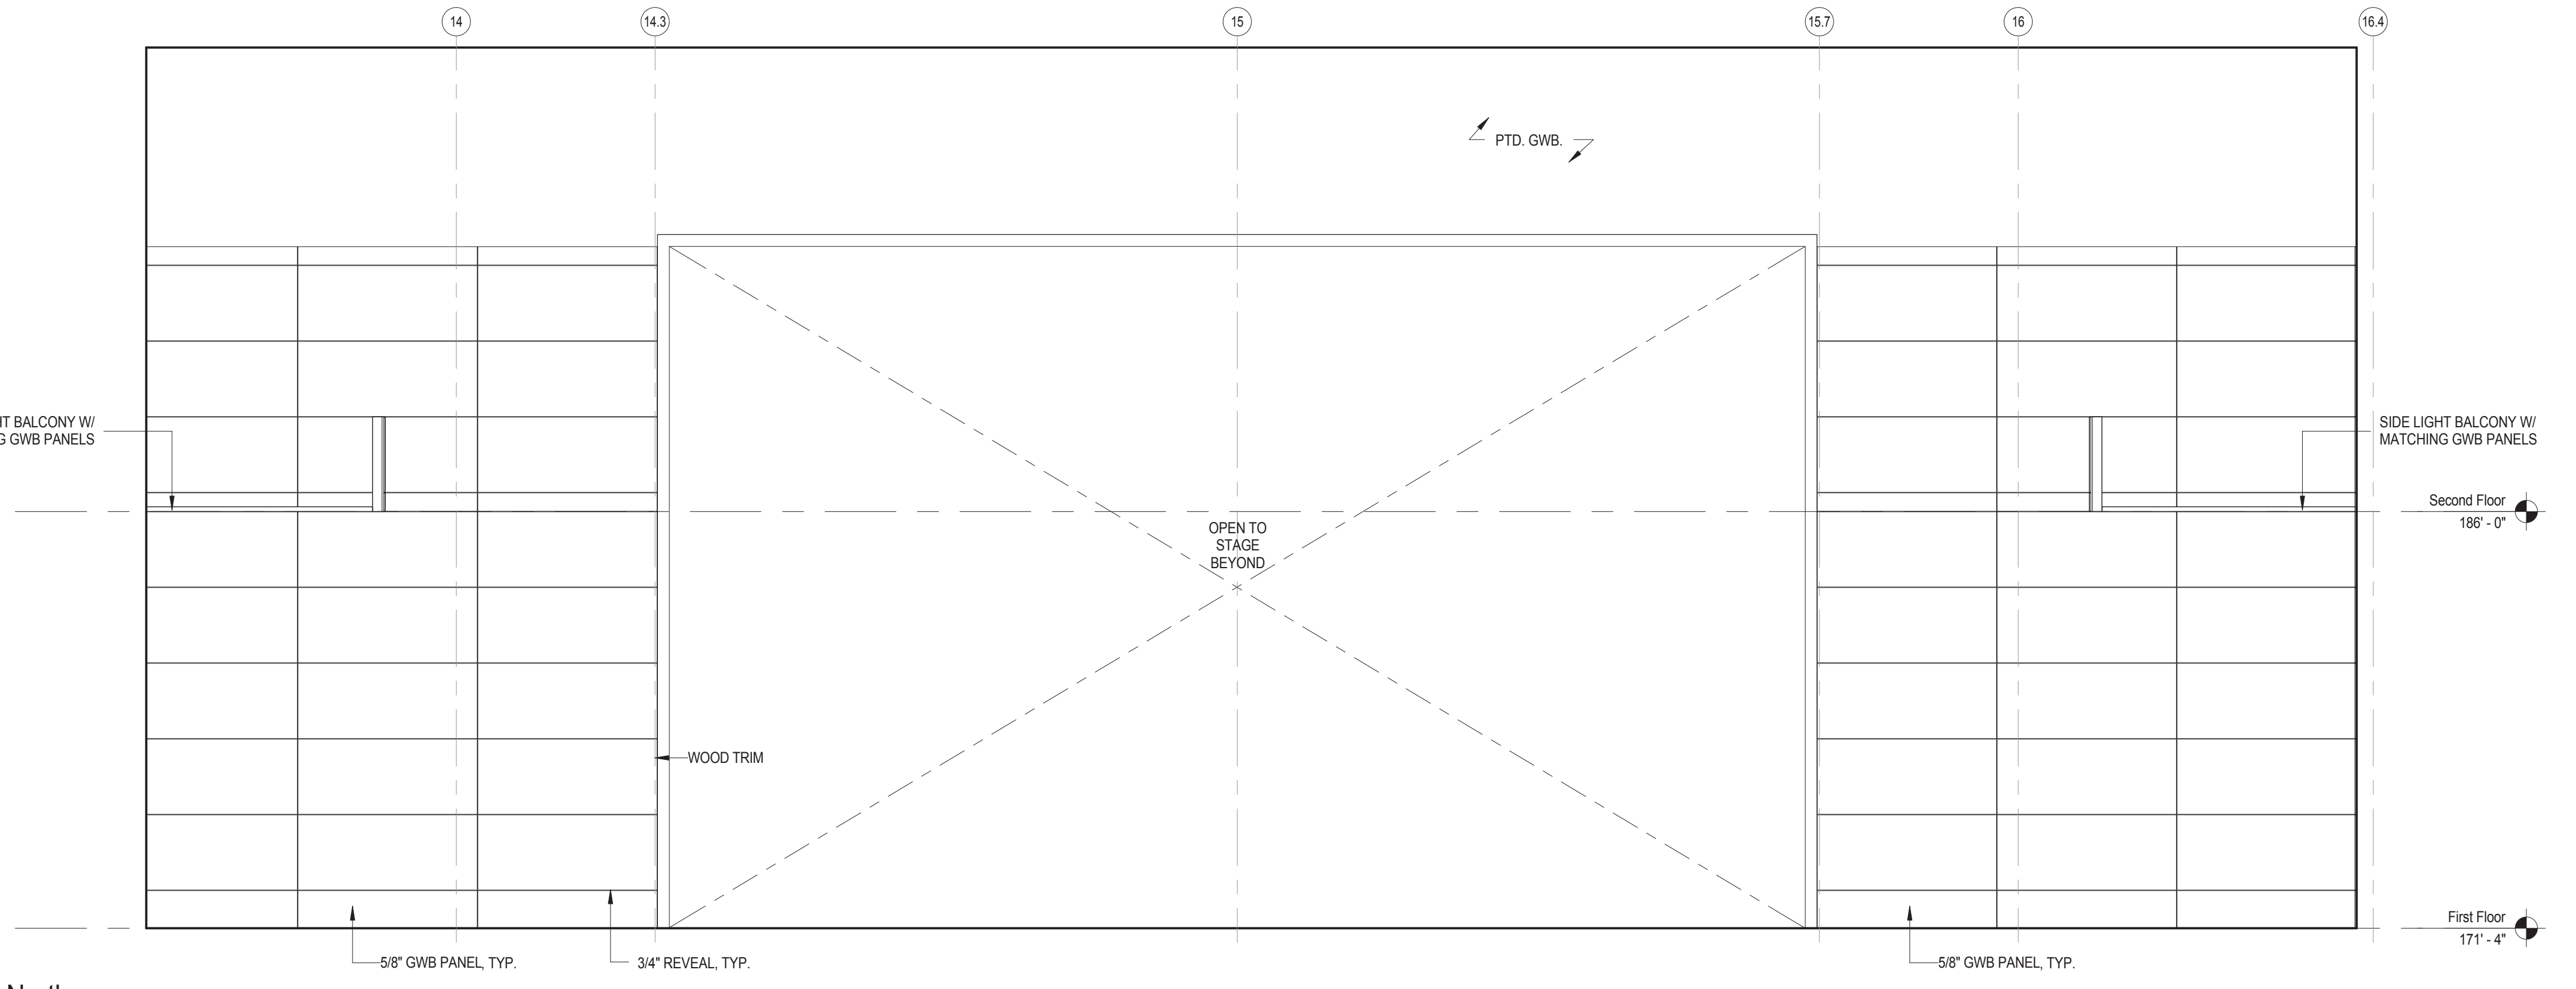 14
14.3
15
15.7
16
16.4
PTD. GWB.
BALCONY W/
GWB PANELS
SIDE LIGHT BALCONY W/
MATCHING GWB PANELS
Second Floor
186' - 0"
OPEN TO
STAGE
BEYOND
WOOD TRIM
First Floor
171' - 4"
5/8" GWB PANEL, TYP.
3/4" REVEAL, TYP.
5/8" GWB PANEL, TYP.